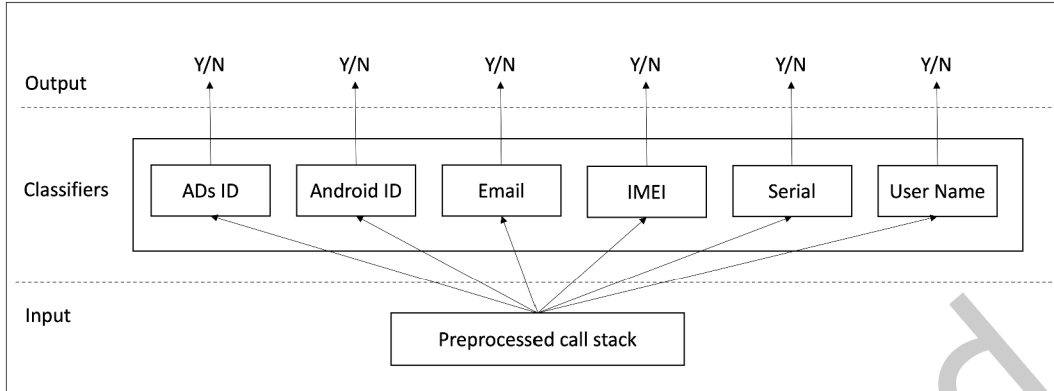 Y/N Y/N Y/N Y/N Y/N Y/N
Output
Classifiers
ADs ID Android ID Email IMEI Serial User Name
Input
Preprocessed call stack